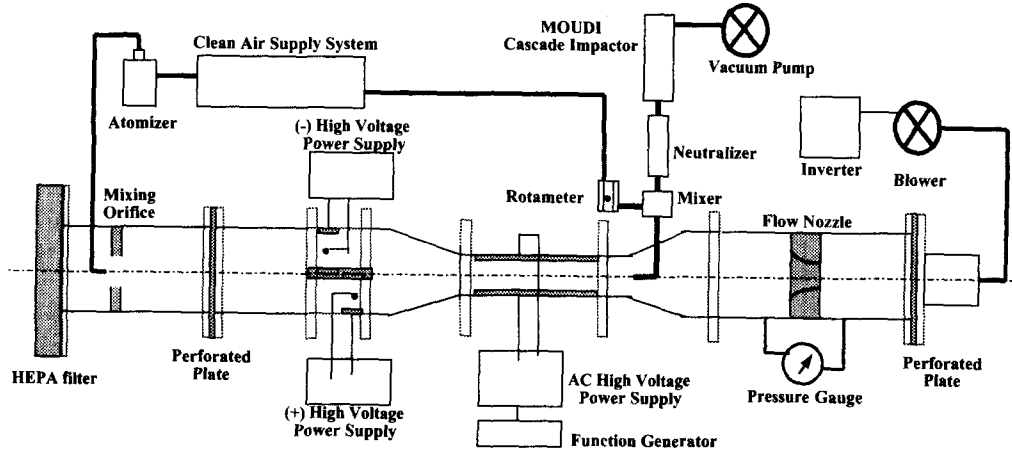 MOUDI
Cascade Impactor
Clean Air Supply System
Vacuum Pump
Atomizer
(-) High Voltage
Power Supply
Neutralizer
Inverter
Blower
Mixing
Orifice
Rotameter
Mixer
Flow Nozzle
HEPA filter
Perforated
Plate
(+) High Voltage
Power Supply
AC High Voltage
Power Supply
Function Generator
Pressure Gauge
Perforated
Plate